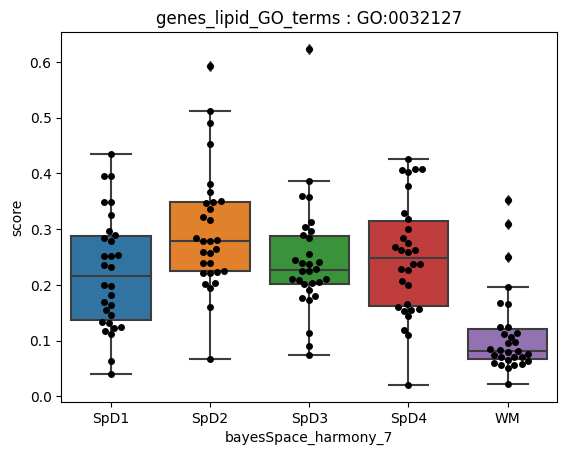 genes_lipid_GO_terms : GO:0032127
score
0.6
0.5
0.4
0.3
0.2
0.1
0.0
SpD1 SpD2 SpD3 SpD4 WM
bayesSpace_harmony_7